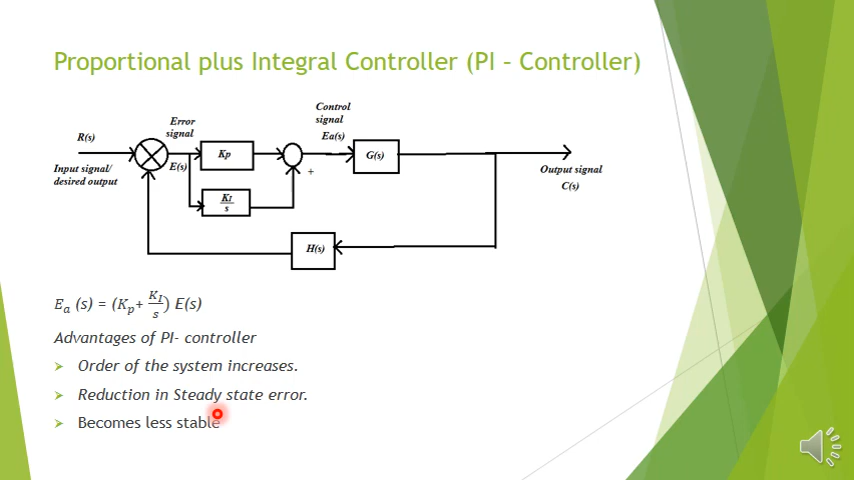 Proportional plus Integral Controller (PI – Controller)
Control
signal
Ea(s)
Error
signal
R(s)
E(s)
Input signal/
desired output
Kp
+
G(s)
Output signal
C(s)
KI
s
H(s)
E_a (s) = (K_p+ K_I/s) E(s)
Advantages of PI- controller
Order of the system increases.
Reduction in Steady state error.
Becomes less stable